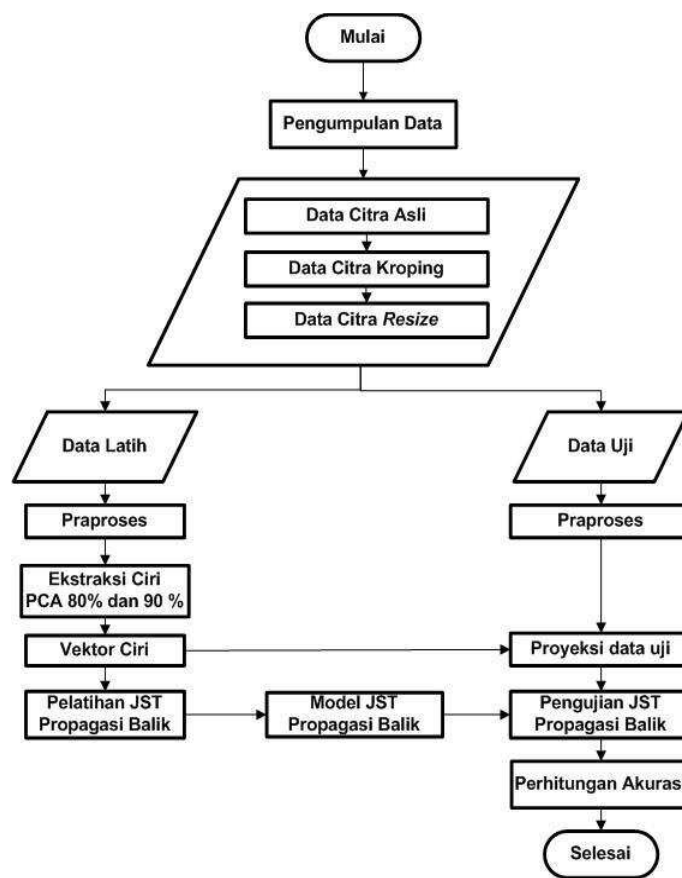 Mulai
Pengumpulan Data
Data Citra Asli
Data Citra Kroping
Data Citra Resize
Data Latih
Data Uji
Praproses
Praproses
Ekstraksi Ciri
PCA 80% dan 90 %
Vektor Ciri
Proyeksi data uji
Pelatihan JST
Propagasi Balik
Model JST
Propagasi Balik
Pengujian JST
Propagasi Balik
Perhitungan Akuras
Selesai